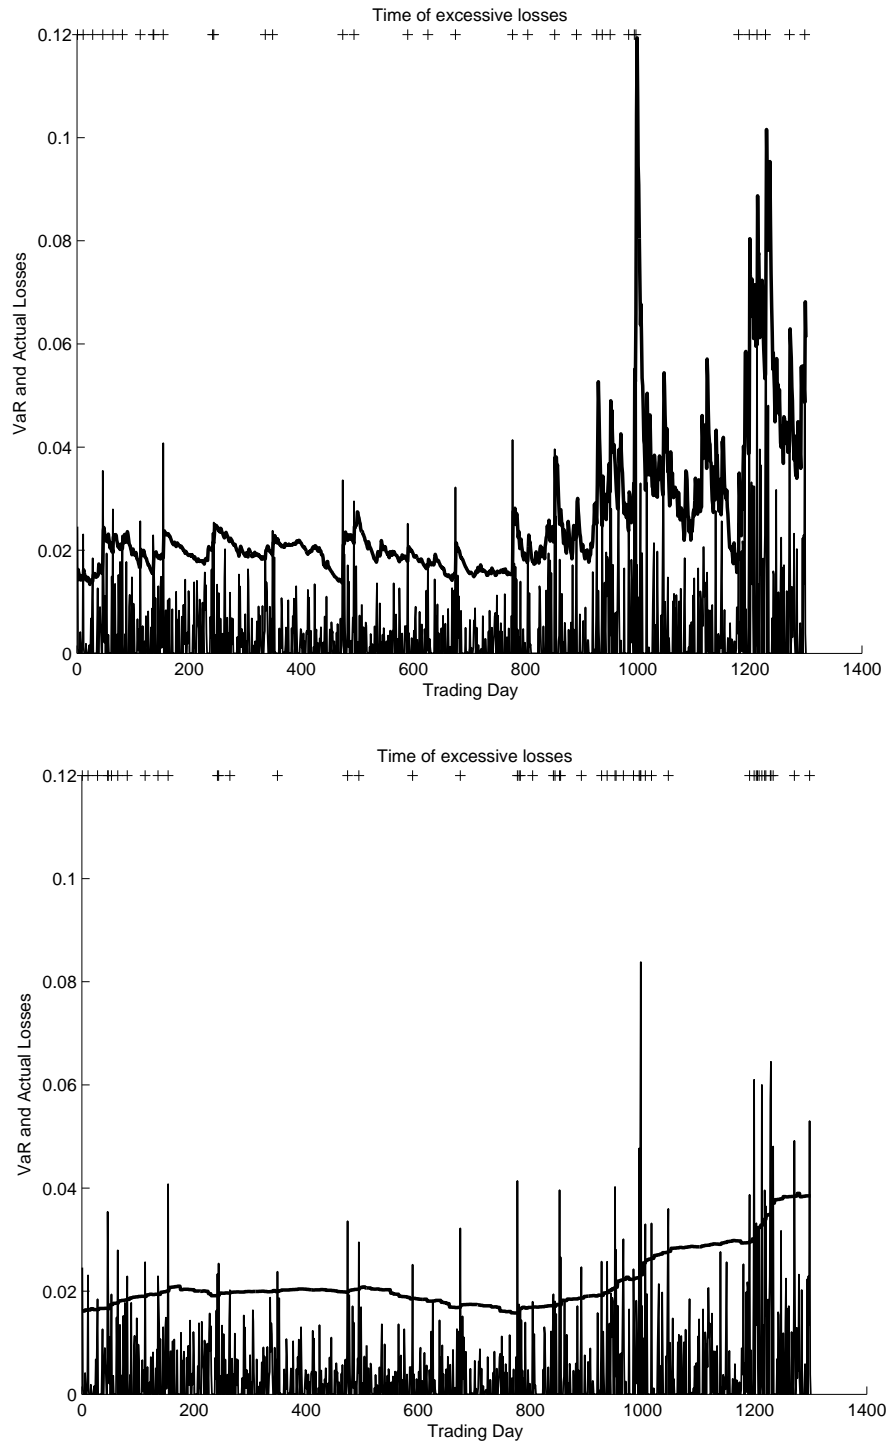 Time of excessive losses
0.12
0.1
0.08
0.06
0.04
0.02
0
VaR and Actual Losses
0 200 400 600 800 1000 1200 1400
Trading Day
Time of excessive losses
0.12
0.1
0.08
0.06
0.04
0.02
0
VaR and Actual Losses
0 200 400 600 800 1000 1200 1400
Trading Day